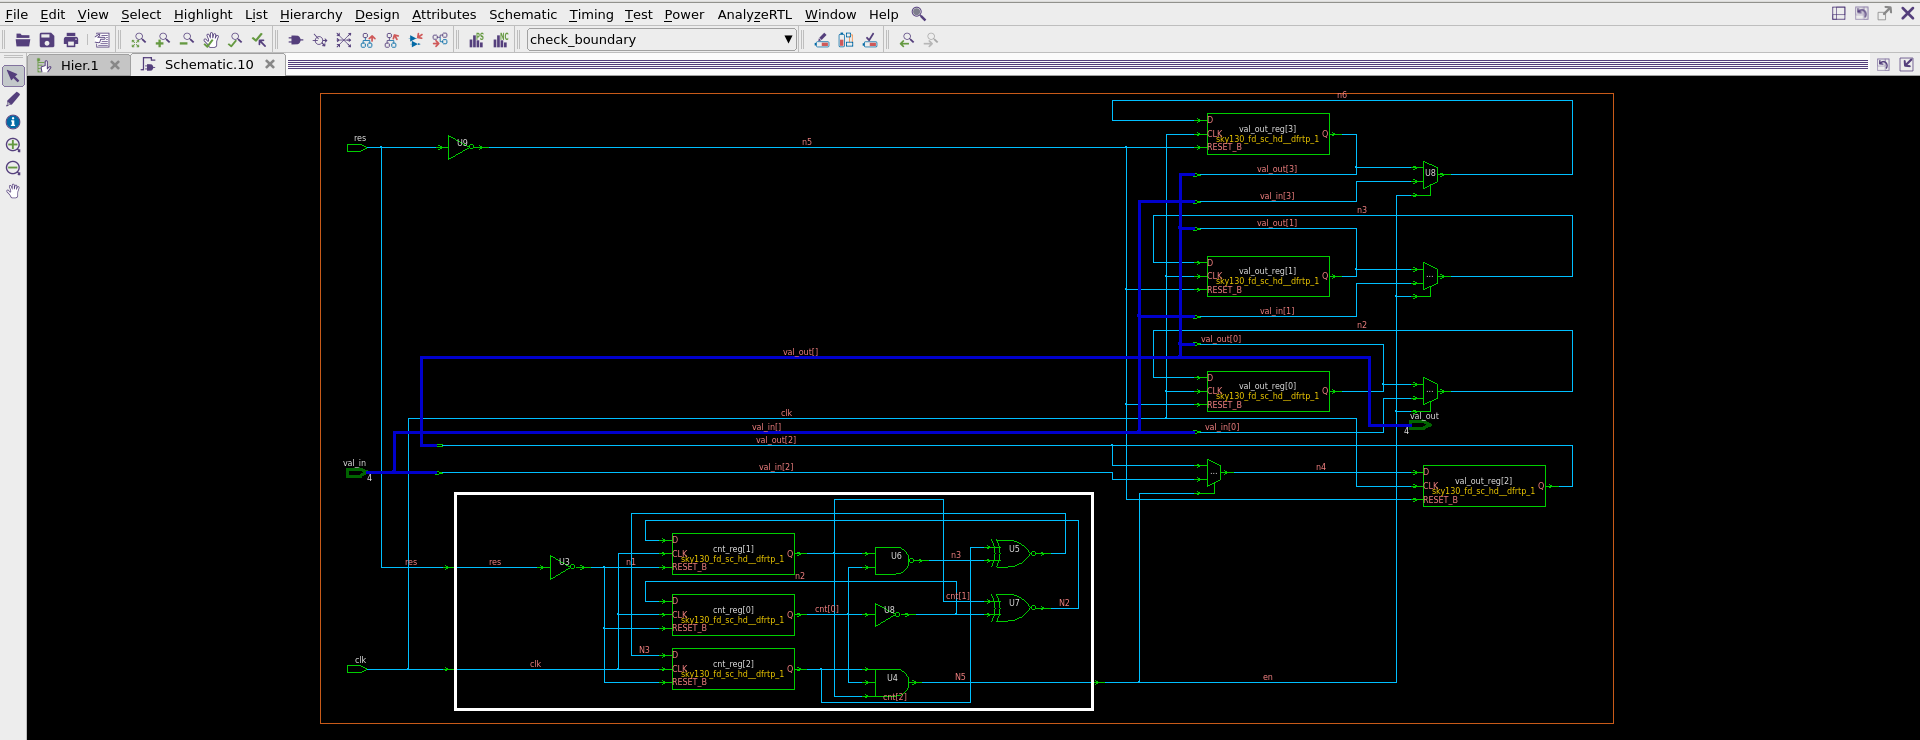 File Edit View Select Highlight List Hierarchy Design Attributes Schematic Timing Test Power AnalyzeRTL Window Help
check_boundary
Hier.1 Schematic.10
n6
D
val_out_reg[3]
CLK Q
sky130_fd_sc_hd__dfrtp_1
RESET_B
res
U9
n5
val_out[3]
U8
val_in[3]
n3
val_out[1]
D
val_out_reg[1]
CLK Q
sky130_fd_sc_hd__dfrtp_1
RESET_B
...
val_in[1]
n2
val_out[0]
val_out[]
D
val_out_reg[0]
CLK Q
sky130_fd_sc_hd__dfrtp_1
RESET_B
...
clk
val_out
4
val_in[]
val_in[0]
val_out[2]
val_in
4
val_in[2]
...
n4
D
val_out_reg[2]
CLK Q
sky130_fd_sc_hd__dfrtp_1
RESET_B
D
cnt_reg[1]
CLK Q
sky130_fd_sc_hd__dfrtp_1
RESET_B
res
res
U3
n1
U6
n3
U5
n2
D
cnt_reg[0]
CLK
sky130_fd_sc_hd__dfrtp_1
RESET_B
cnt[0]
U8
cnt[1]
U7
N2
N3
D
cnt_reg[2]
CLK Q
sky130_fd_sc_hd__dfrtp_1
RESET_B
clk
clk
U4
N5
cnt[2]
en